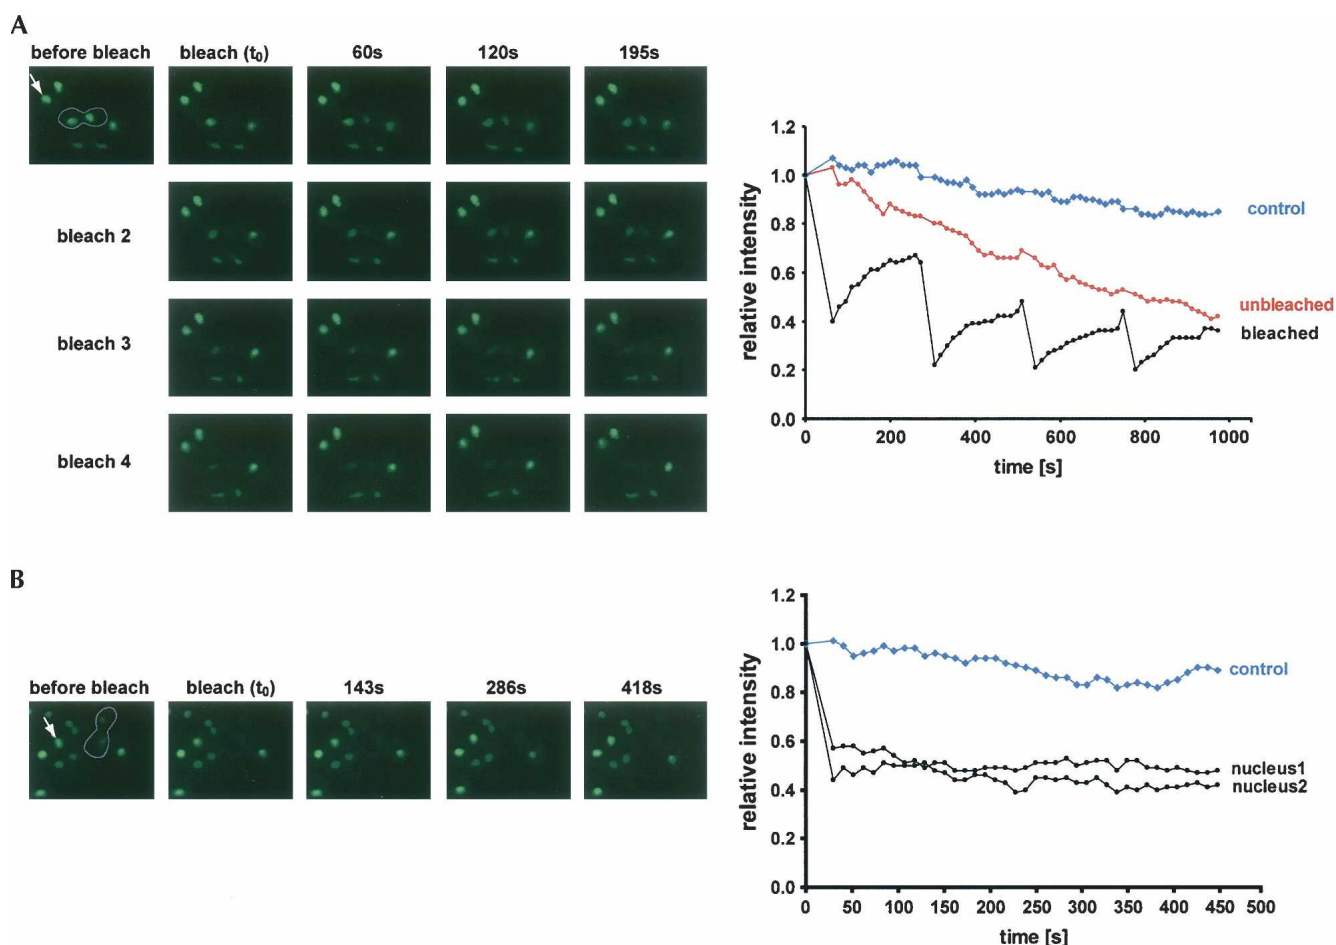 A
before bleach bleach (t₀) 60s 120s 195s
bleach 2
bleach 3
bleach 4
1.2
1.0
0.8
0.6
0.4
0.2
0.0
relative intensity
0 200 400 600 800 1000
time [s]
control
unbleached
bleached
B
before bleach bleach (t₀) 143s 286s 418s
1.2
1.0
0.8
0.6
0.4
0.2
0.0
relative intensity
0 50 100 150 200 250 300 350 400 450 500
time [s]
control
nucleus1
nucleus2